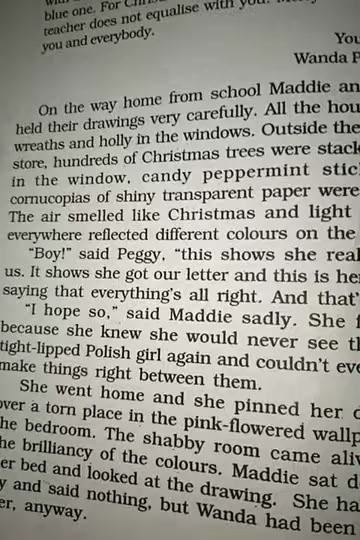 blue one. For
teacher does not equalise with you.
you and everybody.
Wanda P
On the way home from school Maddie an
held their drawings very carefully. All the hou
wreaths and holly in the windows. Outside the
store, hundreds of Christmas trees were stack
in the window, candy peppermint stic
cornucopias of shiny transparent paper were
The air smelled like Christmas and light
everywhere reflected different colours on the
"Boy!" said Peggy, "this shows she real
us. It shows she got our letter and this is he
saying that everything's all right. And that'
"I hope so," said Maddie sadly. She
because she knew she would never see t
tight-lipped Polish girl again and couldn't eve
make things right between them.
She went home and she pinned her
over a torn place in the pink-flowered wallp
he bedroom. The shabby room came aliv
he brilliancy of the colours. Maddie sat d
er bed and looked at the drawing. She ha
y and said nothing, but Wanda had been
er, anyway.